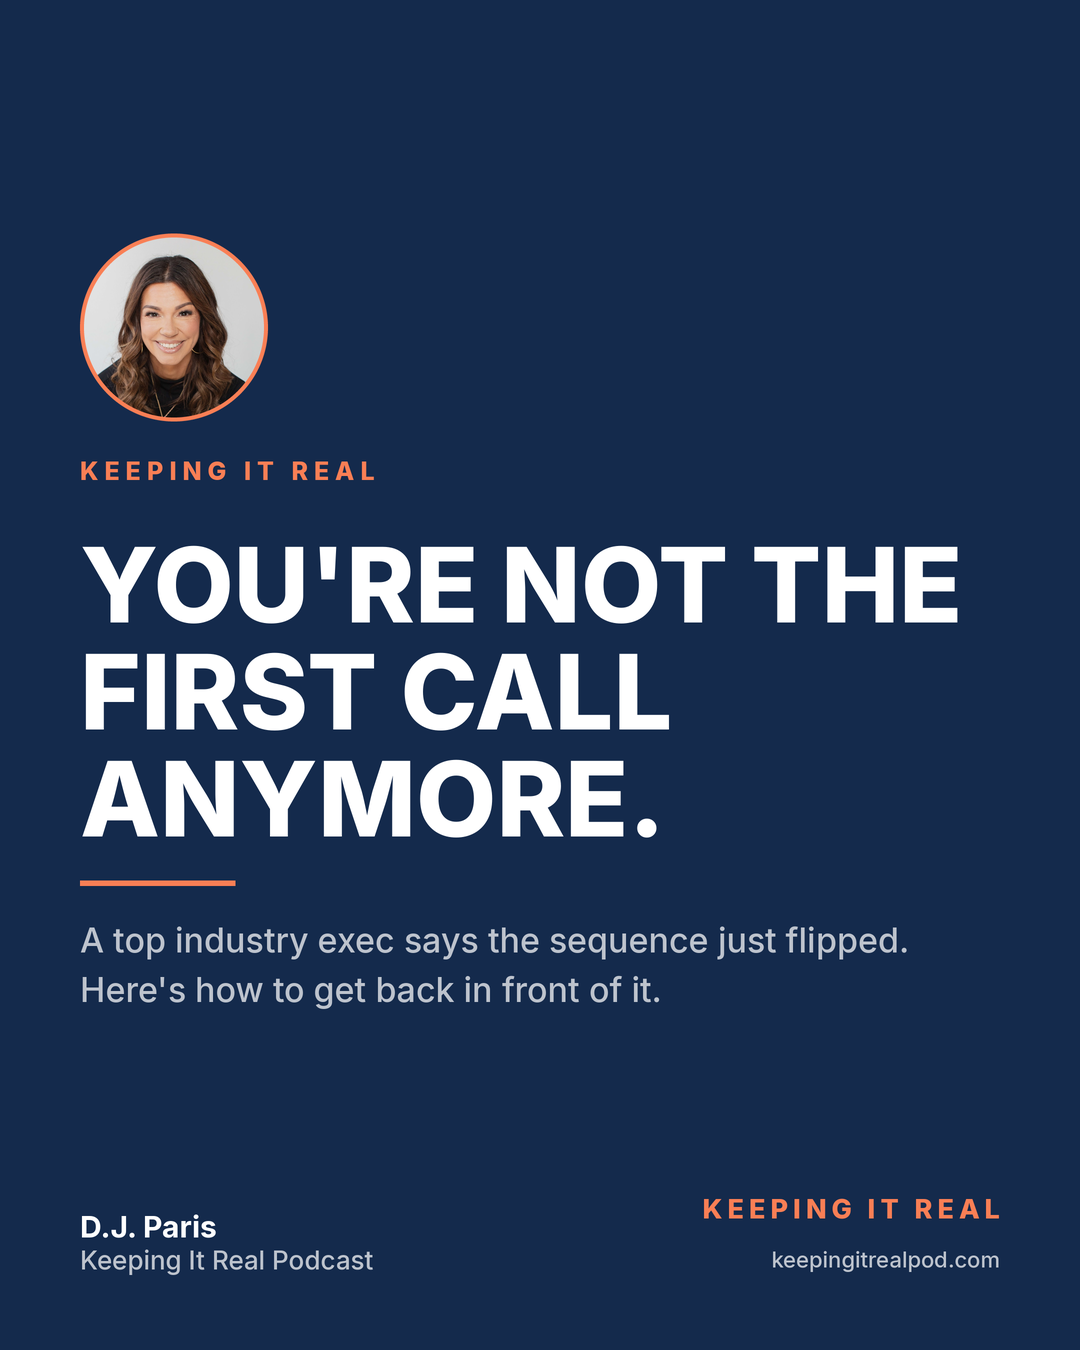 KEEPING IT REAL
YOU'RE NOT THE
FIRST CALL
ANYMORE.
A top industry exec says the sequence just flipped.
Here's how to get back in front of it.
D.J. Paris
Keeping It Real Podcast
KEEPING IT REAL
keepingitrealpod.com